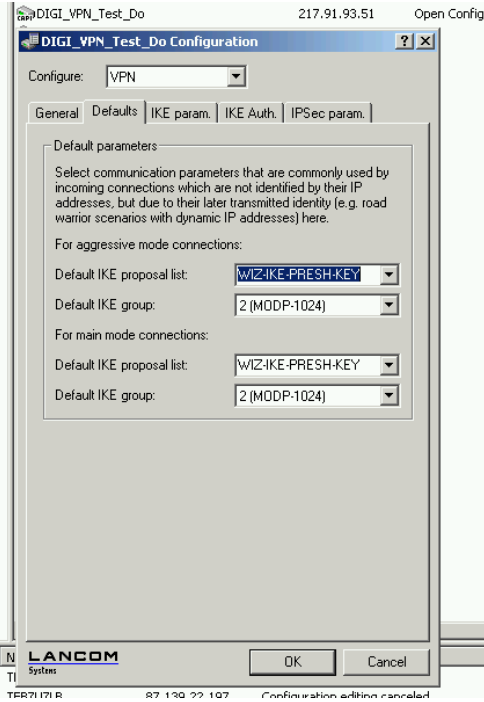 DIGI_VPN_Test_Do 217.91.93.51 Open Config
DIGI_VPN_Test_Do Configuration
Configure: VPN
General Defaults IKE param. IKE Auth. IPSec param.
Default parameters
Select communication parameters that are commonly used by
incoming connections which are not identified by their IP
addresses, but due to their later transmitted identity (e.g. road
warrior scenarios with dynamic IP addresses) here.
For aggressive mode connections:
Default IKE proposal list: WIZ-IKE-PRESH-KEY
Default IKE group: 2 (MODP-1024)
For main mode connections:
Default IKE proposal list: WIZ-IKE-PRESH-KEY
Default IKE group: 2 (MODP-1024)
LANCOM
Systems
OK Cancel
N
87.139.22.197 Configuration editing canceled